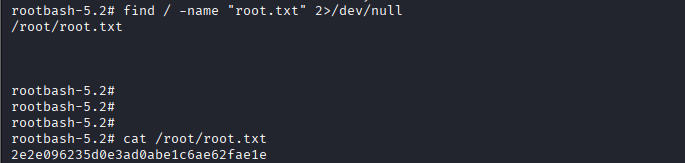 rootbash-5.2# find / -name "root.txt" 2>/dev/null
/root/root.txt
rootbash-5.2#
rootbash-5.2#
rootbash-5.2#
rootbash-5.2# cat /root/root.txt
2e2e096235d0e3ad0abe1c6ae62fae1e